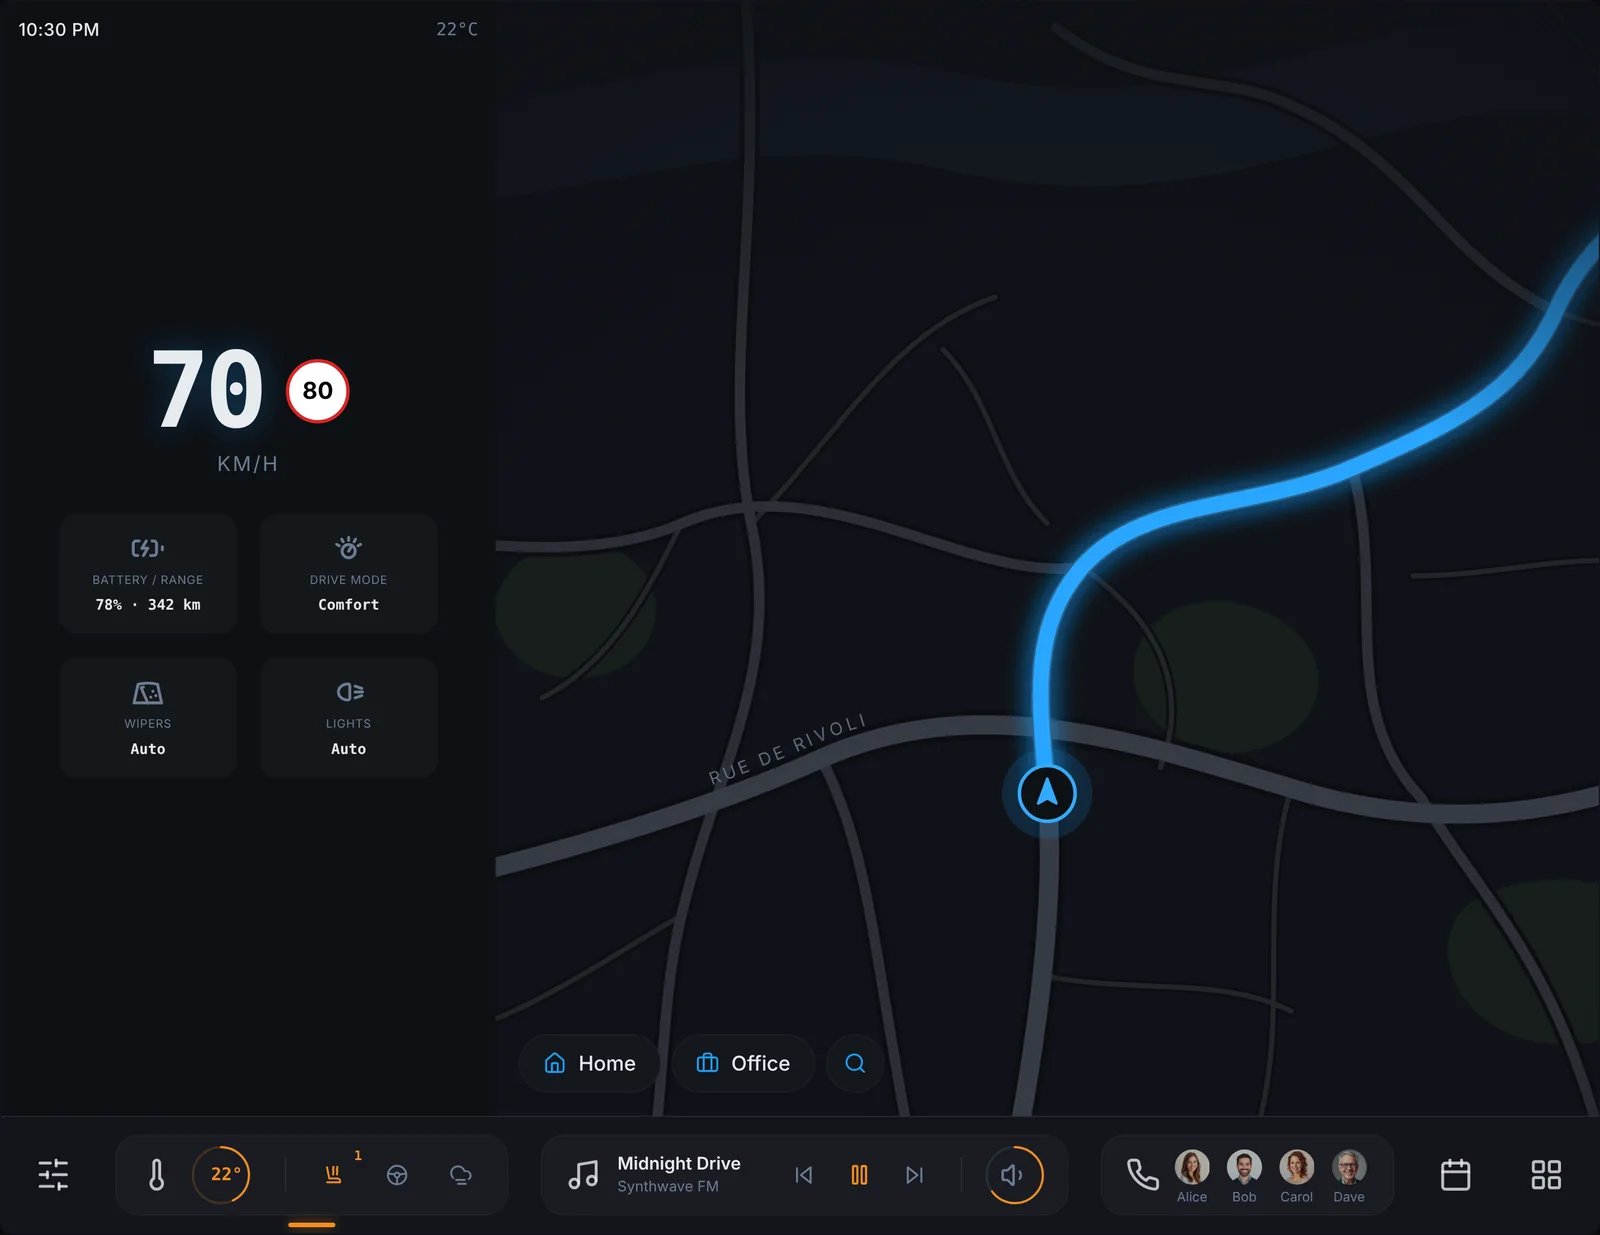 10:30 PM
22°C
70
80
KM/H
BATTERY / RANGE
78% · 342 km
DRIVE MODE
Comfort
WIPERS
Auto
LIGHTS
Auto
RUE DE RIVOLI
Home
Office
22°
1
Midnight Drive
Synthwave FM
Alice
Bob
Carol
Dave